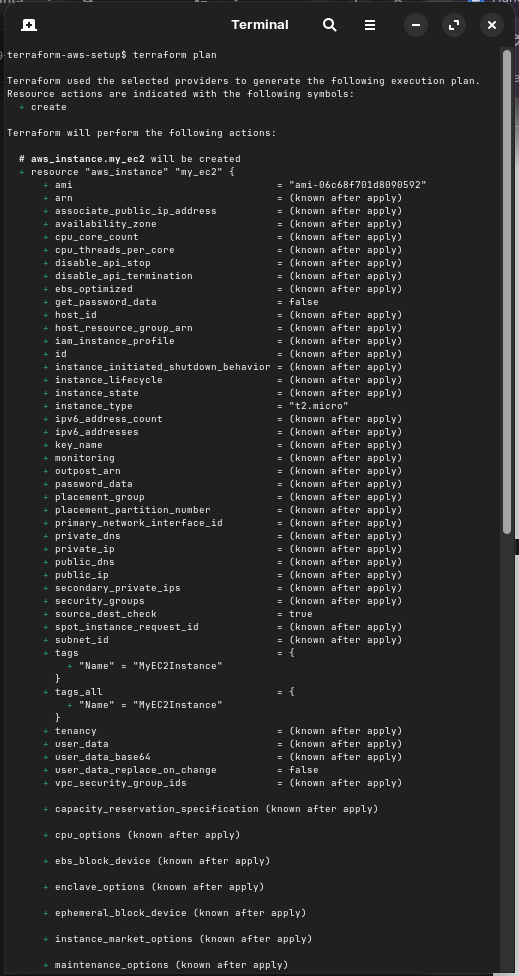 Terminal
terraform-aws-setup$ terraform plan
Terraform used the selected providers to generate the following execution plan.
Resource actions are indicated with the following symbols:
  + create
Terraform will perform the following actions:
  # aws_instance.my_ec2 will be created
  + resource "aws_instance" "my_ec2" {
      + ami                                  = "ami-06c68f701d8090592"
      + arn                                  = (known after apply)
      + associate_public_ip_address          = (known after apply)
      + availability_zone                    = (known after apply)
      + cpu_core_count                       = (known after apply)
      + cpu_threads_per_core                 = (known after apply)
      + disable_api_stop                     = (known after apply)
      + disable_api_termination              = (known after apply)
      + ebs_optimized                        = (known after apply)
      + get_password_data                    = false
      + host_id                              = (known after apply)
      + host_resource_group_arn              = (known after apply)
      + iam_instance_profile                 = (known after apply)
      + id                                   = (known after apply)
      + instance_initiated_shutdown_behavior = (known after apply)
      + instance_lifecycle                   = (known after apply)
      + instance_state                       = (known after apply)
      + instance_type                        = "t2.micro"
      + ipv6_address_count                   = (known after apply)
      + ipv6_addresses                       = (known after apply)
      + key_name                             = (known after apply)
      + monitoring                           = (known after apply)
      + outpost_arn                          = (known after apply)
      + password_data                        = (known after apply)
      + placement_group                      = (known after apply)
      + placement_partition_number           = (known after apply)
      + primary_network_interface_id         = (known after apply)
      + private_dns                          = (known after apply)
      + private_ip                           = (known after apply)
      + public_dns                           = (known after apply)
      + public_ip                            = (known after apply)
      + secondary_private_ips                = (known after apply)
      + security_groups                      = (known after apply)
      + source_dest_check                    = true
      + spot_instance_request_id             = (known after apply)
      + subnet_id                            = (known after apply)
      + tags                                 = {
          + "Name" = "MyEC2Instance"
        }
      + tags_all                             = {
          + "Name" = "MyEC2Instance"
        }
      + tenancy                              = (known after apply)
      + user_data                            = (known after apply)
      + user_data_base64                     = (known after apply)
      + user_data_replace_on_change          = false
      + vpc_security_group_ids               = (known after apply)
      + capacity_reservation_specification (known after apply)
      + cpu_options (known after apply)
      + ebs_block_device (known after apply)
      + enclave_options (known after apply)
      + ephemeral_block_device (known after apply)
      + instance_market_options (known after apply)
      + maintenance_options (known after apply)